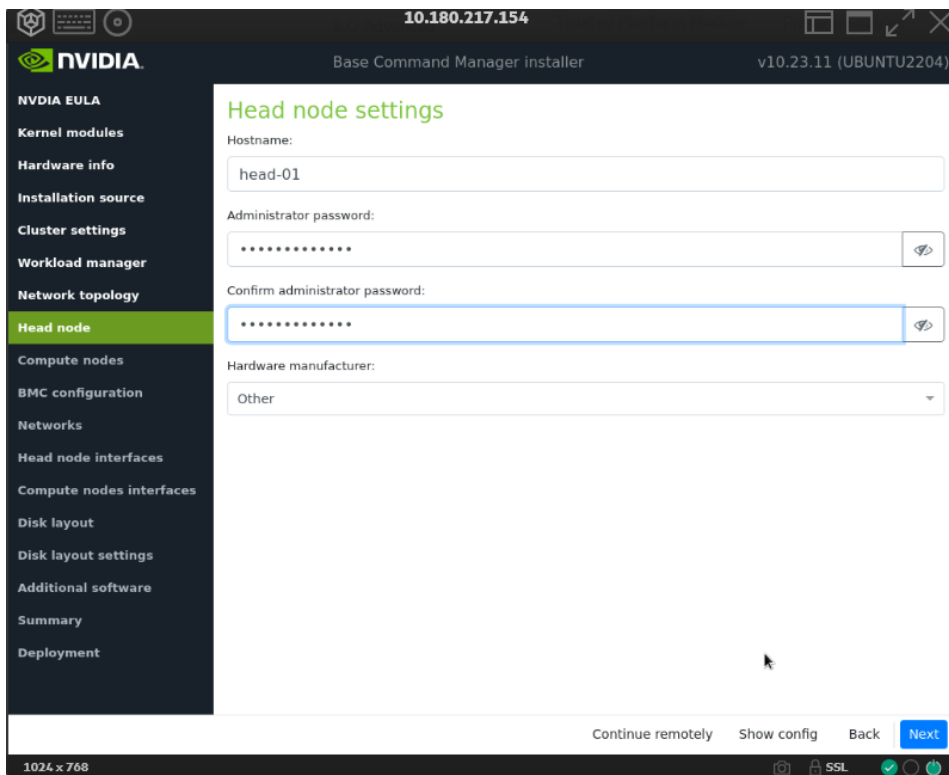 10.180.217.154
NVIDIA.
Base Command Manager installer
v10.23.11 (UBUNTU2204)
NVIDIA EULA
Kernel modules
Hardware info
Installation source
Cluster settings
Workload manager
Network topology
Head node
Compute nodes
BMC configuration
Networks
Head node interfaces
Compute nodes interfaces
Disk layout
Disk layout settings
Additional software
Summary
Deployment
Head node settings
Hostname:
head-01
Administrator password:
•••••••••••••
Confirm administrator password:
•••••••••••••
Hardware manufacturer:
Other
Continue remotely
Show config
Back
Next
1024 x 768
SSL